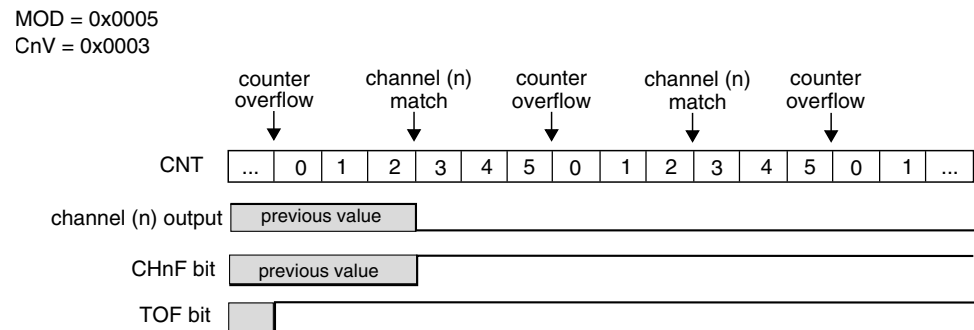 MOD = 0x0005
CnV = 0x0003
counter overflow
channel (n) match
counter overflow
channel (n) match
counter overflow
CNT ... 0 1 2 3 4 5 0 1 2 3 4 5 0 1 ...
channel (n) output previous value
CHnF bit previous value
TOF bit